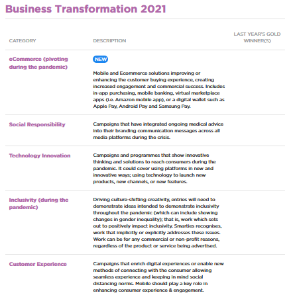 Business Transformation 2021
CATEGORY
DESCRIPTION
LAST YEAR'S GOLD
WINNER(S)
eCommerce (pivoting
during the pandemic)
NEW
Mobile and Ecommerce solutions improving or
enhancing the customer buying experience, creating
increased engagement and commercial success. Includes
in-app purchasing, mobile banking, virtual marketplace
apps (i.e. Amazon mobile app), or a digital wallet such as
Apple Pay, Android Pay and Samsung Pay.
Social Responsibility
Campaigns that have integrated ongoing medical advice
into their branding communication messages across all
media platforms during the crisis.
Technology Innovation
Campaigns and programmes that show innovative
thinking and solutions to reach consumers during the
pandemic. It could cover using platforms in new and
innovative ways; using technology to launch new
products, new channels, or new features.
Inclusivity (during the
pandemic)
Driving culture-shifting creativity, entries will need to
demonstrate ideas intended to demonstrate inclusivity
throughout the pandemic (which can include showing
changes in gender inequality); that is, work which sets
out to positively impact inclusivity. Smarties recognises,
work that implicitly or explicitly addresses these issues.
Work can be for any commercial or non-profit reasons,
regardless of the product or service being advertised.
Customer Experience
Campaigns that enrich digital experiences or enable new
methods of connecting with the consumer allowing
seamless experience and keeping in mind social
distancing norms. Mobile should play a key role in
enhancing consumer experience & engagement.